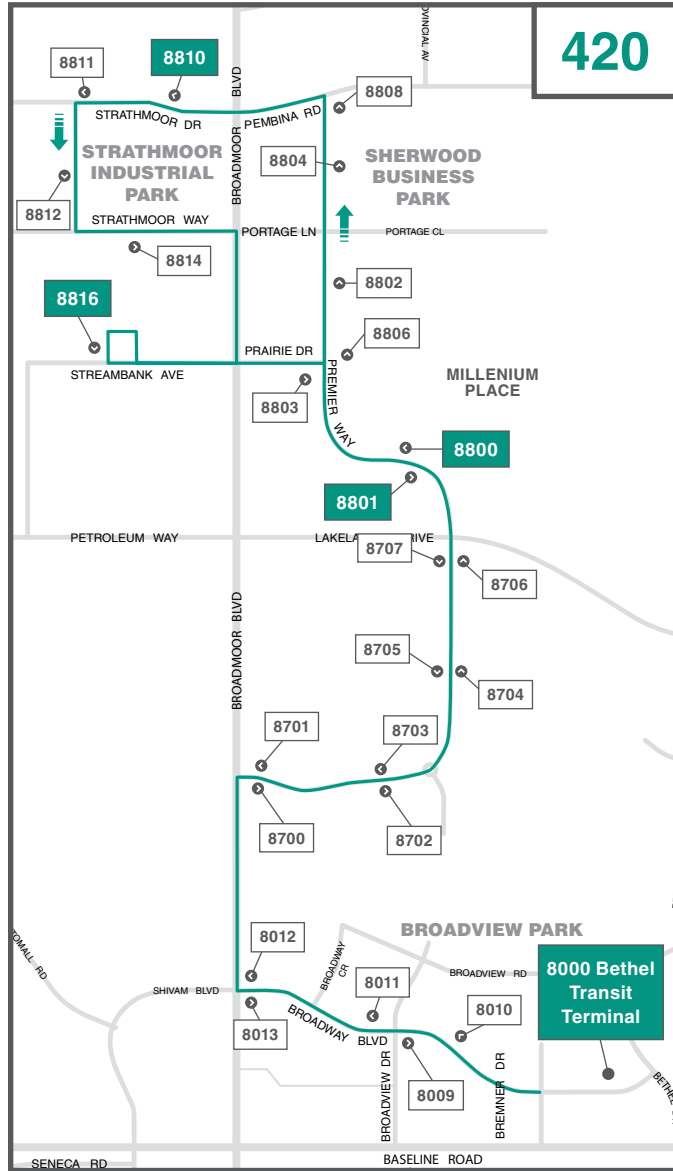 420
8811
8810
BROADMOOR BLVD
8808
STRATHMOOR DR
PEMBINA RD
8804
STRATHMOOR
INDUSTRIAL
PARK
SHERWOOD
BUSINESS
PARK
8812
STRATHMOOR WAY
PORTAGE LN
PORTAGE CL
8814
8802
8816
8806
PRAIRIE DR
STREAMBANK AVE
8803
PREMIER WAY
MILLENIUM
PLACE
8800
8801
PETROLEUM WAY
8707
8706
BROADMOOR BLVD
8705
8704
8701
8703
8700
8702
BROADVIEW PARK
8012
BROADWAY
CR
8011
BROADVIEW RD
8000 Bethel
Transit
Terminal
SHIVAM BLVD
8013
BROADWAY
BLVD
8010
8009
BROADVIEW DR
BREMNER DR
BASELINE ROAD
SENECA RD